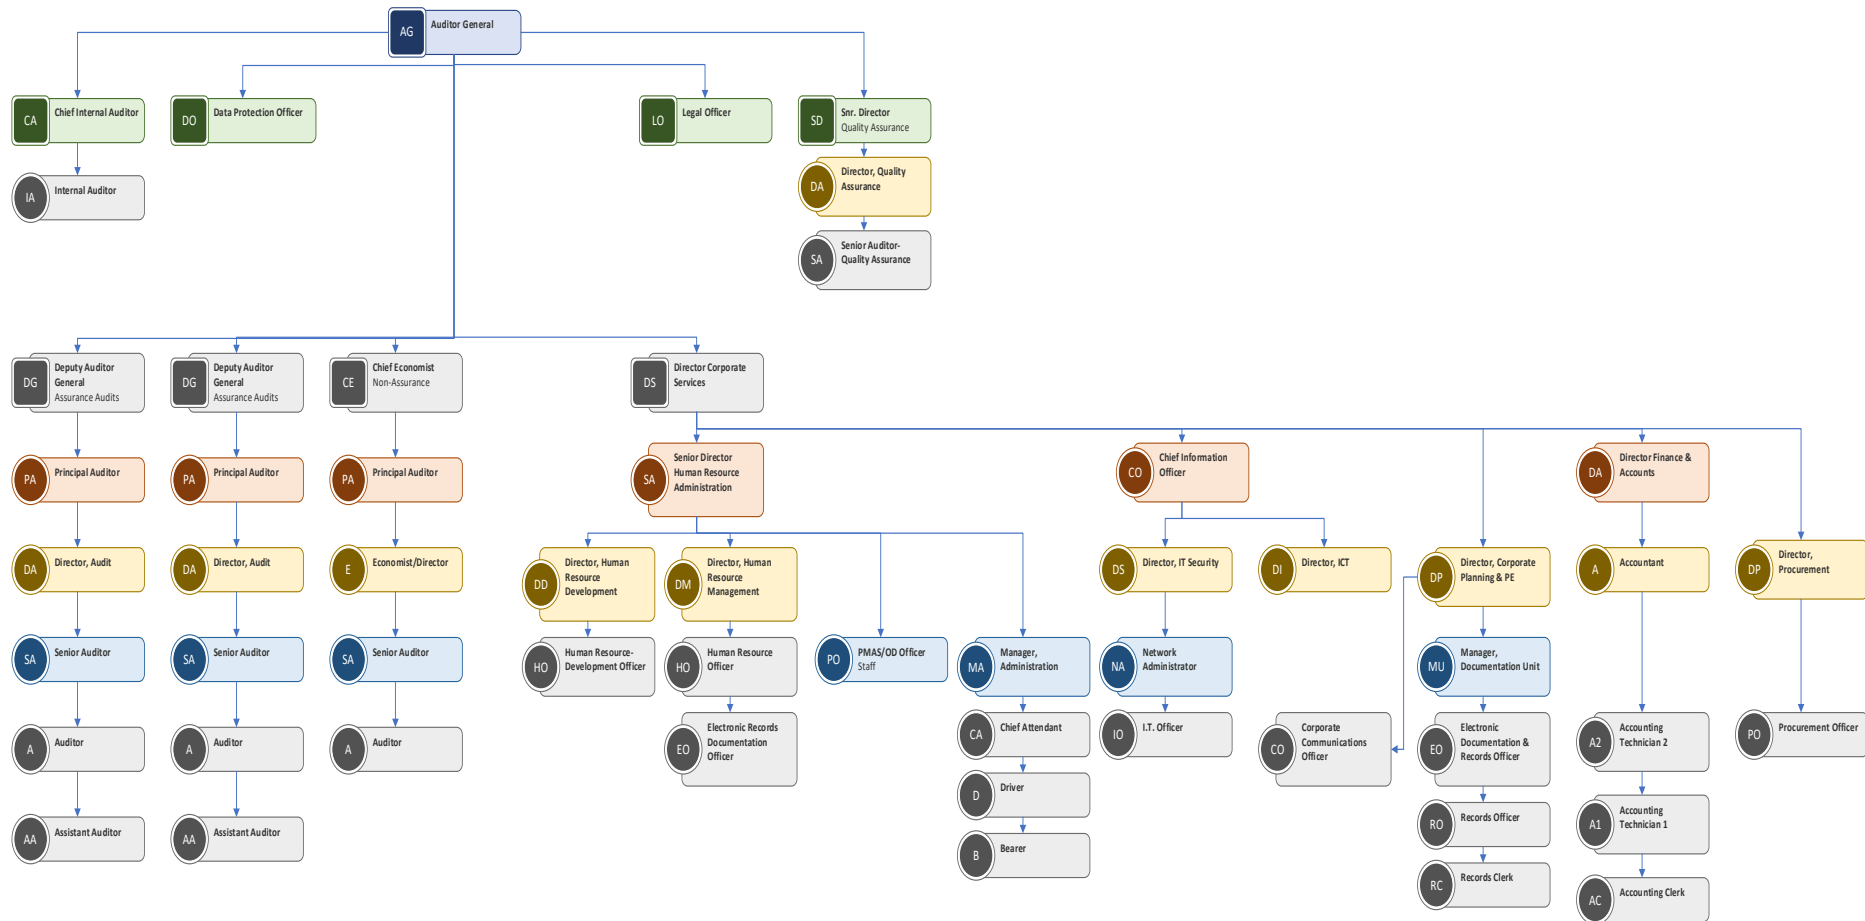 AG
Auditor General
CA
Chief Internal Auditor
DO
Data Protection Officer
LO
Legal Officer
SD
Snr. Director
Quality Assurance
IA
Internal Auditor
DA
Director, Quality
Assurance
SA
Senior Auditor-
Quality Assurance
DG
Deputy Auditor
General
Assurance Audits
DG
Deputy Auditor
General
Assurance Audits
CE
Chief Economist
Non-Assurance
DS
Director Corporate
Services
PA
Principal Auditor
PA
Principal Auditor
PA
Principal Auditor
SA
Senior Director
Human Resource
Administration
CO
Chief Information
Officer
DA
Director Finance &
Accounts
DA
Director, Audit
DA
Director, Audit
E
Economist/Director
DD
Director, Human
Resource
Development
DM
Director, Human
Resource
Management
DS
Director, IT Security
DI
Director, ICT
DP
Director, Corporate
Planning & PE
A
Accountant
DP
Director,
Procurement
SA
Senior Auditor
SA
Senior Auditor
SA
Senior Auditor
HO
Human Resource-
Development Officer
HO
Human Resource
Officer
PO
PMAS/OD Officer
Staff
MA
Manager,
Administration
NA
Network
Administrator
MU
Manager,
Documentation Unit
A
Auditor
A
Auditor
A
Auditor
EO
Electronic Records
Documentation
Officer
CA
Chief Attendant
IO
I.T. Officer
CO
Corporate
Communications
Officer
EO
Electronic
Documentation &
Records Officer
A2
Accounting
Technician 2
PO
Procurement Officer
D
Driver
AA
Assistant Auditor
AA
Assistant Auditor
B
Bearer
RO
Records Officer
A1
Accounting
Technician 1
RC
Records Clerk
AC
Accounting Clerk